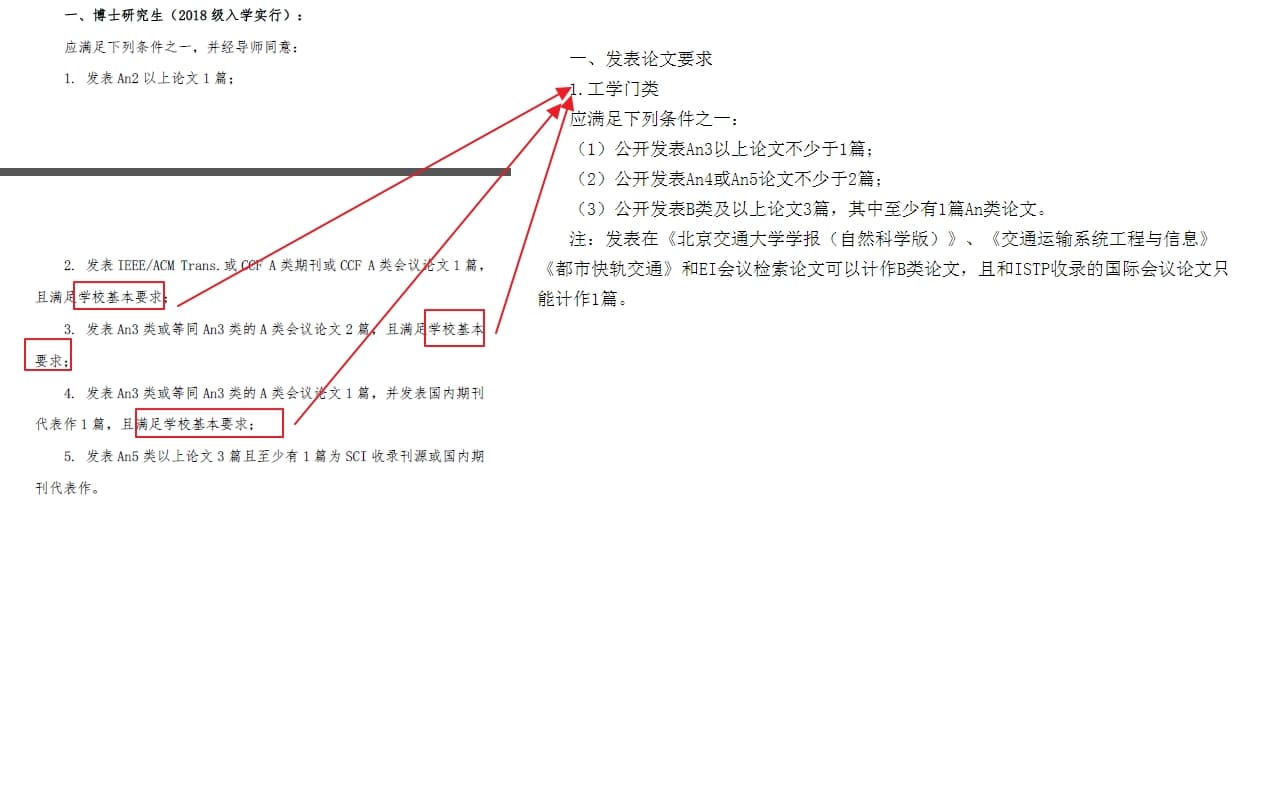 一、博士研究生（2018 级入学实行）：
应满足下列条件之一，并经导师同意：
1. 发表 An2 以上论文 1 篇；
2. 发表 IEEE/ACM Trans.或 CCF A 类期刊或 CCF A 类会议论文 1 篇，
且满足学校基本要求；
3. 发表 An3 类或等同 An3 类的 A 类会议论文 2 篇，且满足学校基本
要求；
4. 发表 An3 类或等同 An3 类的 A 类会议论文 1 篇，并发表国内期刊
代表作 1 篇，且满足学校基本要求；
5. 发表 An5 类以上论文 3 篇且至少有 1 篇为 SCI 收录刊源或国内期
刊代表作。
一、发表论文要求
1.工学门类
应满足下列条件之一：
（1）公开发表An3以上论文不少于1篇；
（2）公开发表An4或An5论文不少于2篇；
（3）公开发表B类及以上论文3篇，其中至少有1篇An类论文。
注：发表在《北京交通大学学报（自然科学版）》、《交通运输系统工程与信息》
《都市快轨交通》和EI会议检索论文可以计作B类论文，且和ISTP收录的国际会议论文只
能计作1篇。